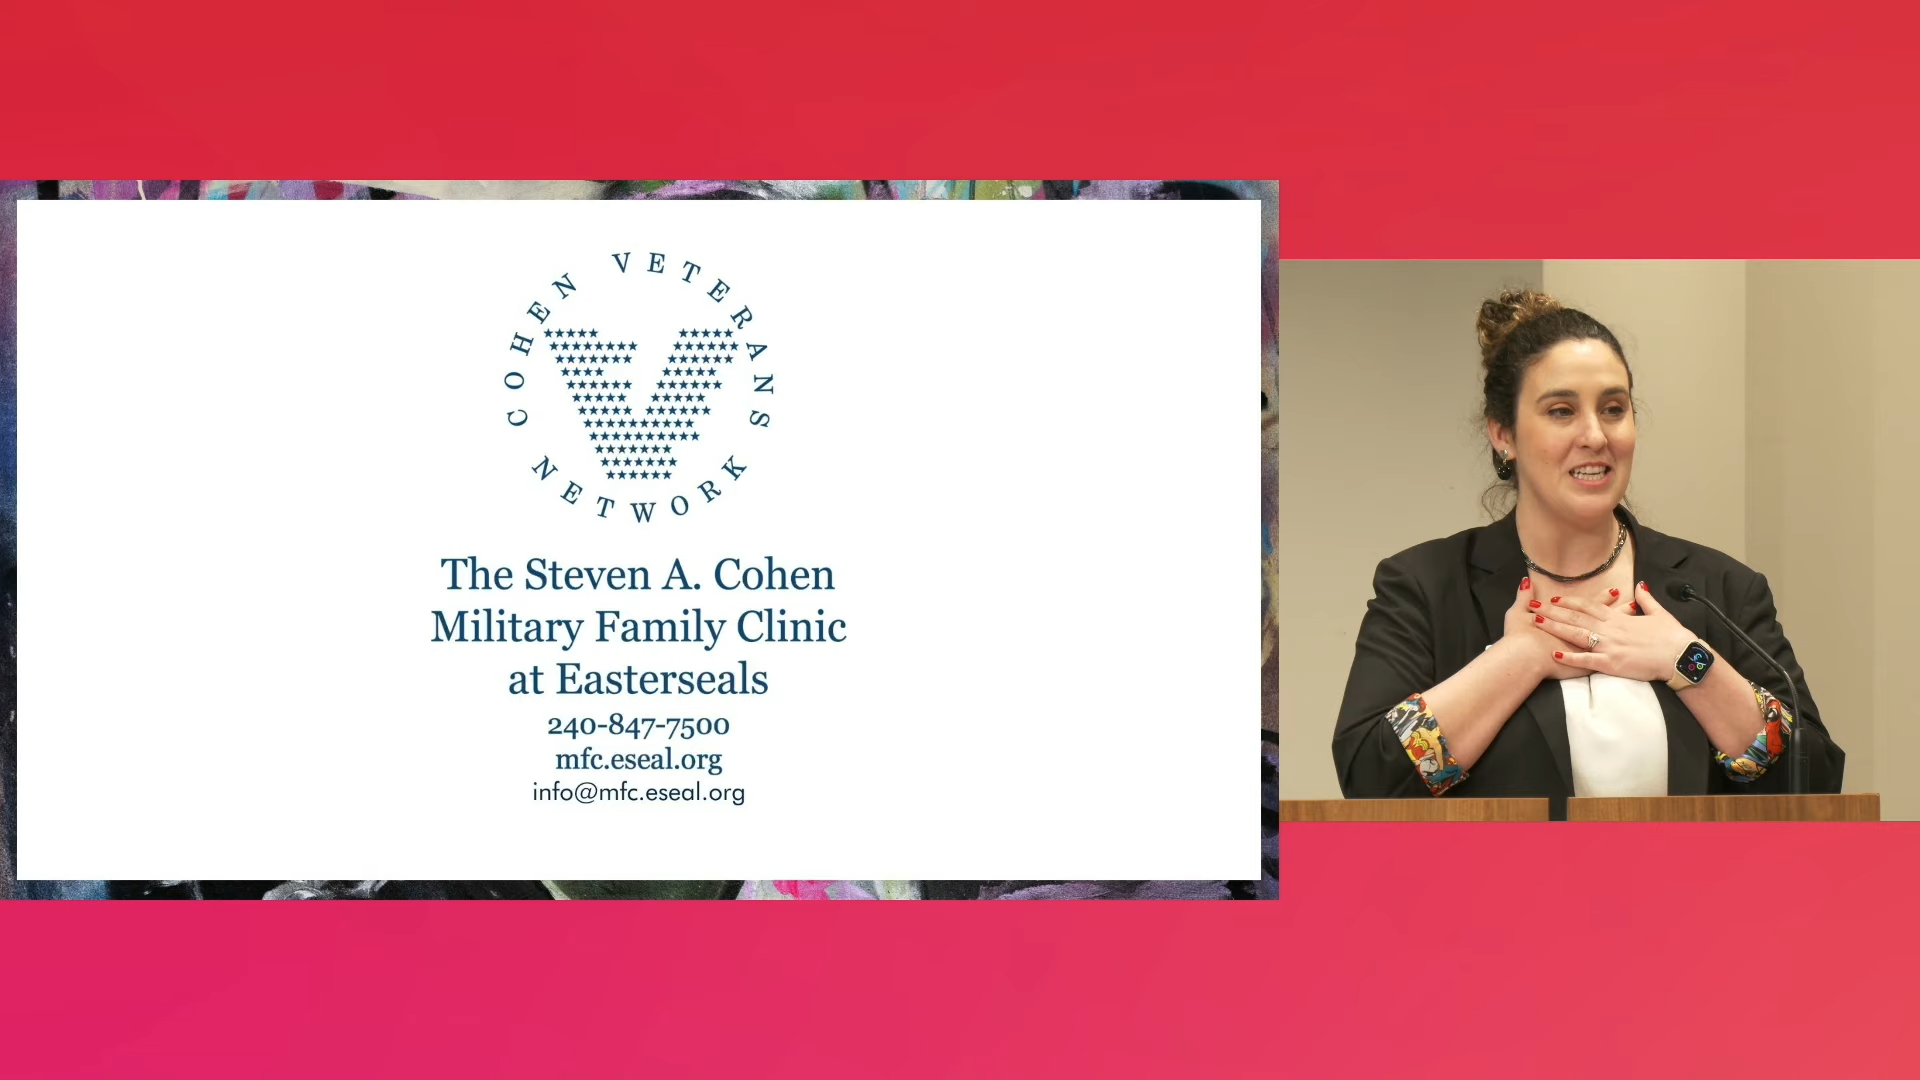 COHEN VETERANS NETWORK
The Steven A. Cohen
Military Family Clinic
at Easterseals
240-847-7500
mfc.eseal.org
info@mfc.eseal.org